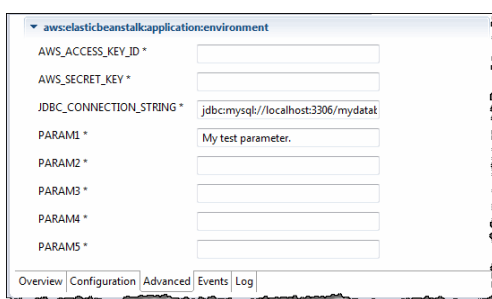 aws:elasticbeanstalk:application:environment
AWS_ACCESS_KEY_ID *
AWS_SECRET_KEY *
JDBC_CONNECTION_STRING * jdbc:mysql://localhost:3306/mydatab
PARAM1 * My test parameter.
PARAM2 *
PARAM3 *
PARAM4 *
PARAM5 *
Overview Configuration Advanced Events Log